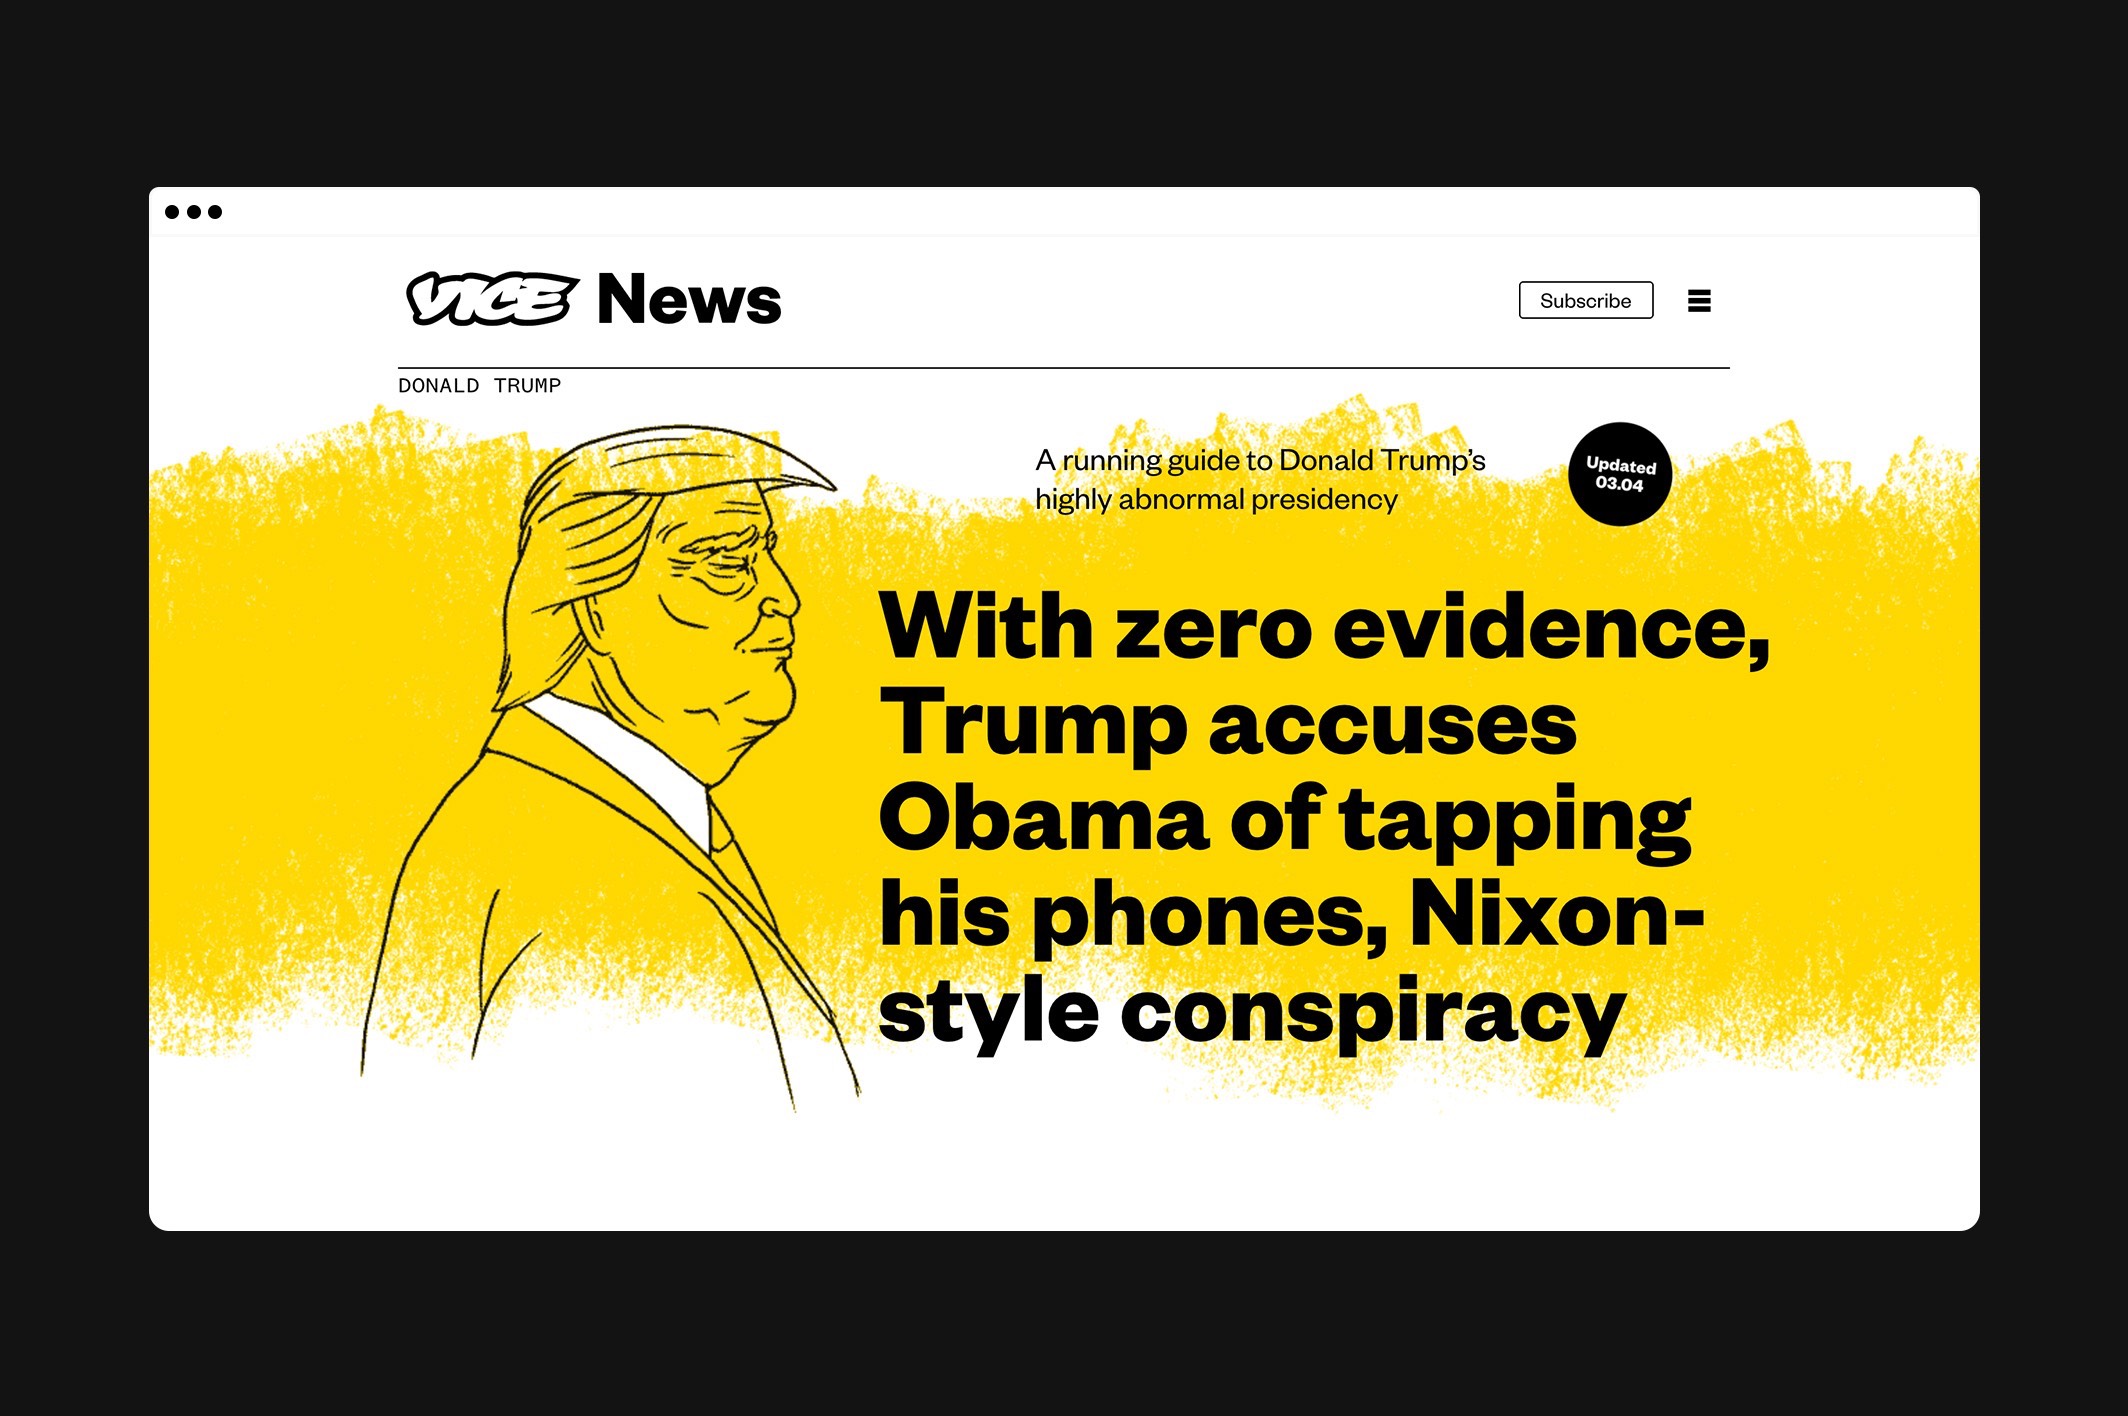 VICE News
Subscribe
DONALD TRUMP
A running guide to Donald Trump’s
highly abnormal presidency
Updated
03.04
With zero evidence,
Trump accuses
Obama of tapping
his phones, Nixon-
style conspiracy